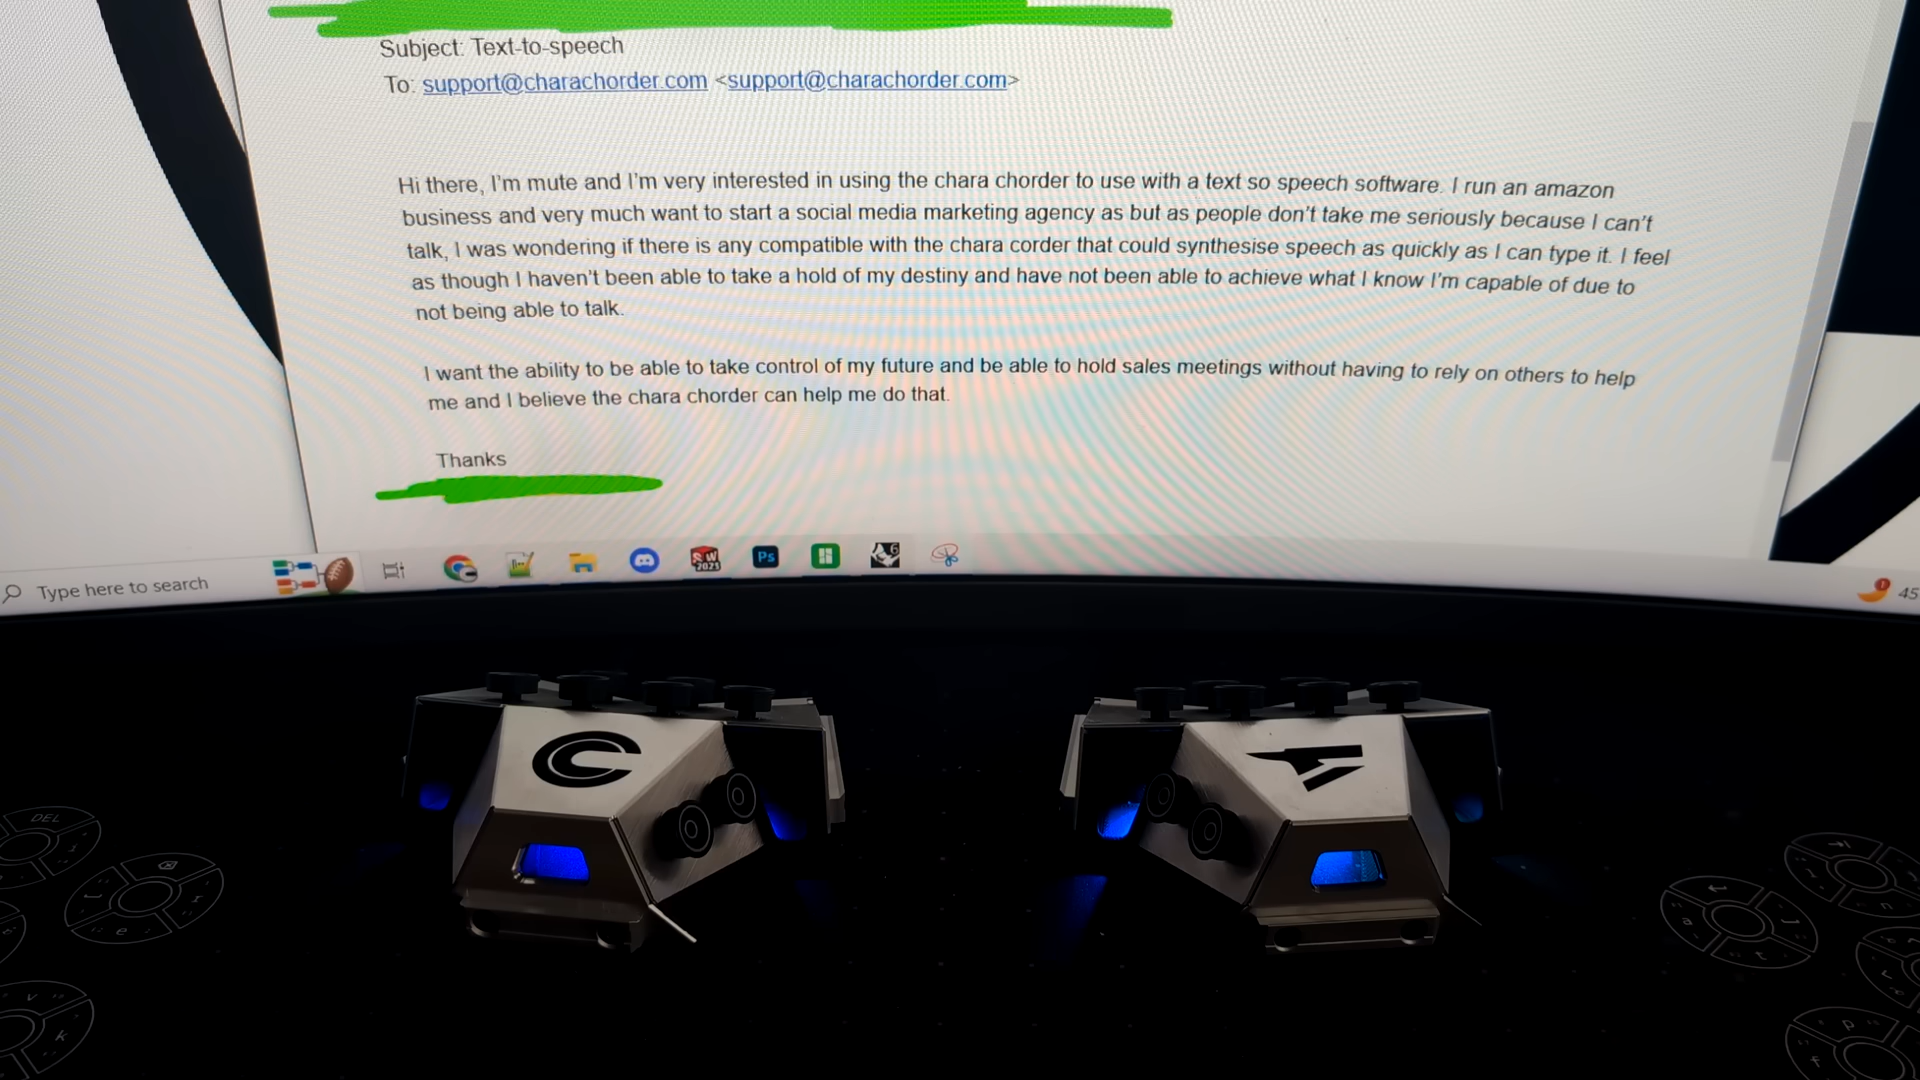 Subject: Text-to-speech
To: support@charachorder.com <support@charachorder.com>
Hi there, I'm mute and I'm very interested in using the chara chorder to use with a text so speech software. I run an amazon
business and very much want to start a social media marketing agency as but as people don't take me seriously because I can't
talk, I was wondering if there is any compatible with the chara corder that could synthesise speech as quickly as I can type it. I feel
as though I haven't been able to take a hold of my destiny and have not been able to achieve what I know I'm capable of due to
not being able to talk.
I want the ability to be able to take control of my future and be able to hold sales meetings without having to rely on others to help
me and I believe the chara chorder can help me do that.
Thanks
Type here to search
SW
2021
Ps
6
1
45
DEL
e
v
k
a
t
n
p
f